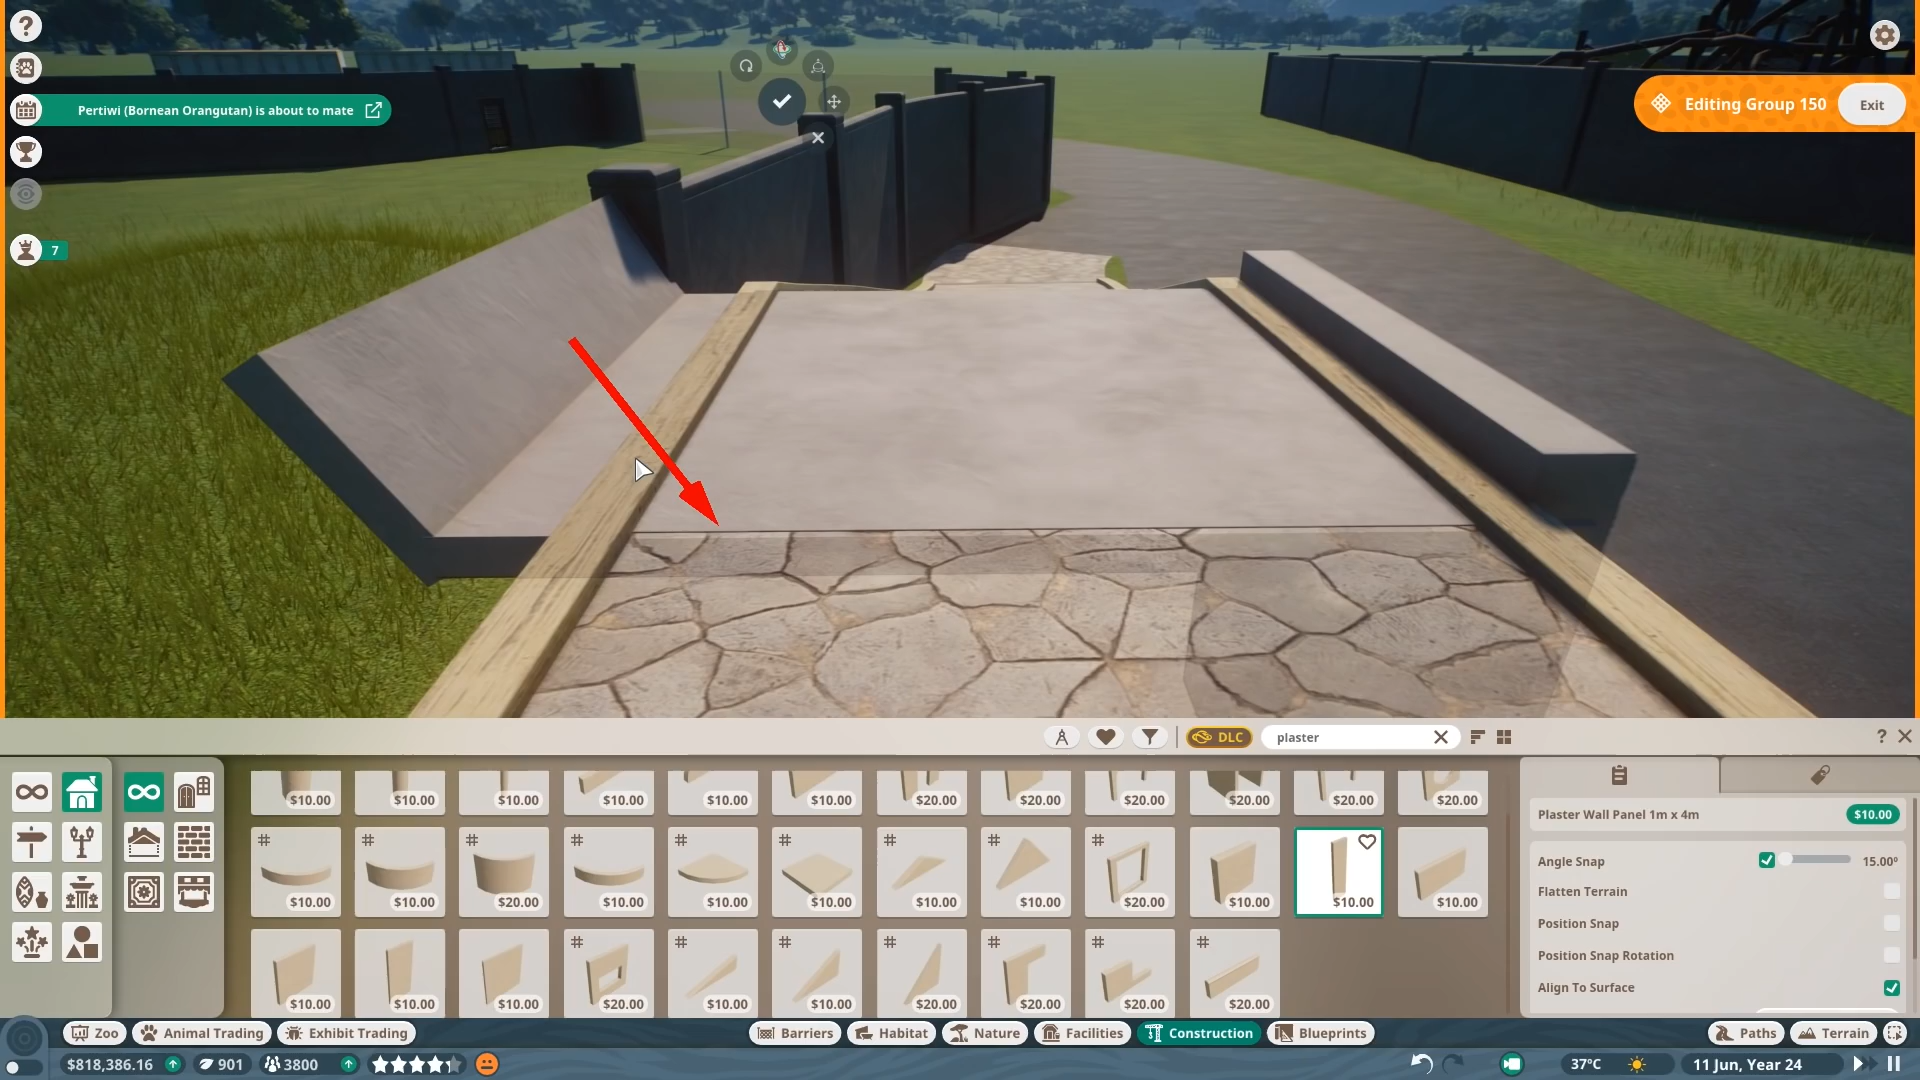 ?
Pertiwi (Bornean Orangutan) is about to mate
7
Editing Group 150
Exit
DLC
plaster
?
$10.00 $10.00 $10.00 $10.00 $10.00 $10.00 $20.00 $20.00 $20.00 $20.00 $20.00 $20.00
$10.00 $10.00 $20.00 $10.00 $10.00 $10.00 $10.00 $10.00 $20.00 $10.00 $10.00 $10.00
$10.00 $10.00 $10.00 $20.00 $10.00 $10.00 $20.00 $20.00 $20.00 $20.00
Plaster Wall Panel 1m x 4m $10.00
Angle Snap 15.00°
Flatten Terrain
Position Snap
Position Snap Rotation
Align To Surface
Zoo Animal Trading Exhibit Trading Barriers Habitat Nature Facilities Construction Blueprints Paths Terrain
$818,386.16 901 3800 37°C 11 Jun, Year 24